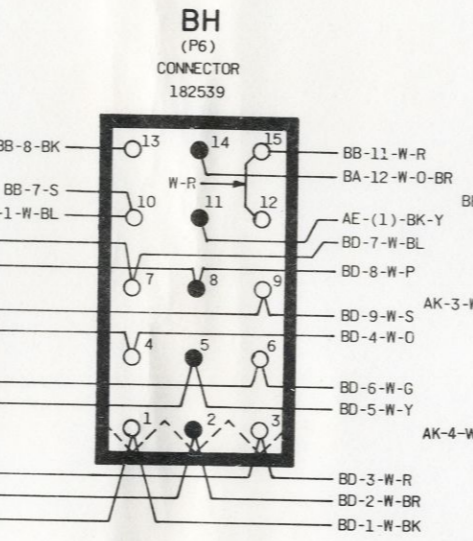 BH
(P6)
CONNECTOR
182539
13
14
15
BB-8-BK
BB-11-W-R
BA-12-W-O-BR
W-R
BB-7-S
10
11
12
-1-W-BL
AE-(1)-BK-Y
BD-7-W-BL
BD-8-W-P
7
8
9
AK-3-W
BD-9-W-S
BD-4-W-O
4
5
6
BD-6-W-G
BD-5-W-Y
1
2
3
AK-4-W
BD-3-W-R
BD-2-W-BR
BD-1-W-BK